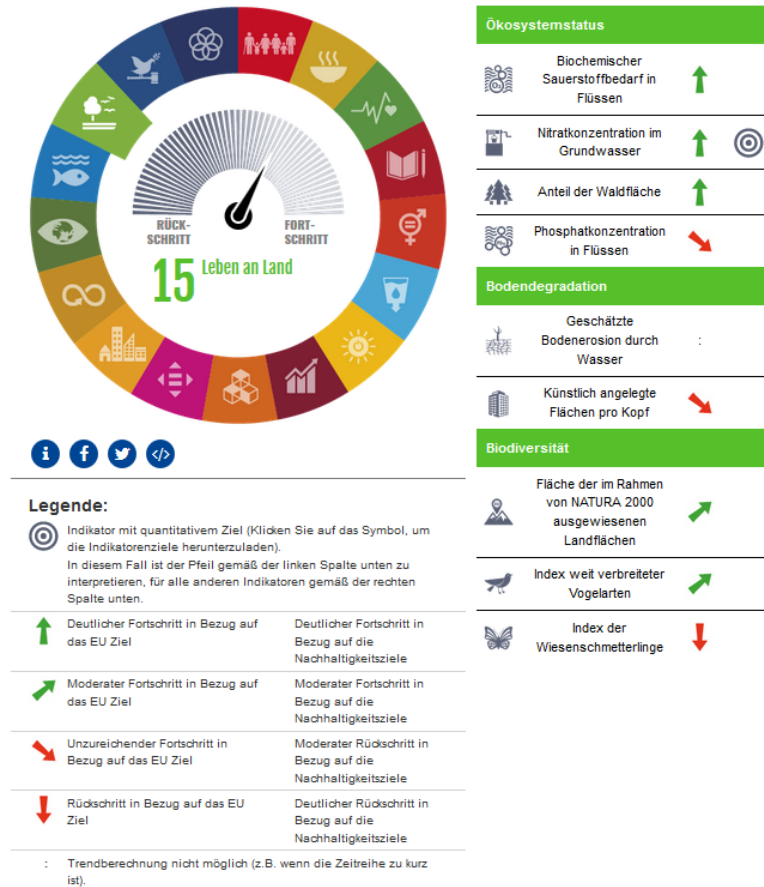 RÜCK-
SCHRITT
FORT-
SCHRITT
15 Leben an Land
Legende:
Indikator mit quantitativem Ziel (Klicken Sie auf das Symbol, um
die Indikatorenziele herunterzuladen).
In diesem Fall ist der Pfeil gemäß der linken Spalte unten zu
interpretieren, für alle anderen Indikatoren gemäß der rechten
Spalte unten.
Deutlicher Fortschritt in Bezug auf
das EU Ziel
Deutlicher Fortschritt in
Bezug auf die
Nachhaltigkeitsziele
Moderater Fortschritt in Bezug auf
das EU Ziel
Moderater Fortschritt in
Bezug auf die
Nachhaltigkeitsziele
Unzureichender Fortschritt in
Bezug auf das EU Ziel
Moderater Rückschritt in
Bezug auf die
Nachhaltigkeitsziele
Rückschritt in Bezug auf das EU
Ziel
Deutlicher Rückschritt in
Bezug auf die
Nachhaltigkeitsziele
: Trendberechnung nicht möglich (z.B. wenn die Zeitreihe zu kurz
ist).
Ökosystemstatus
Biochemischer
Sauerstoffbedarf in
Flüssen
Nitratkonzentration im
Grundwasser
Anteil der Waldfläche
Phosphatkonzentration
in Flüssen
Bodendegradation
Geschätzte
Bodenerosion durch
Wasser
:
Künstlich angelegte
Flächen pro Kopf
Biodiversität
Fläche der im Rahmen
von NATURA 2000
ausgewiesenen
Landflächen
Index weit verbreiteter
Vogelarten
Index der
Wiesenschmetterlinge